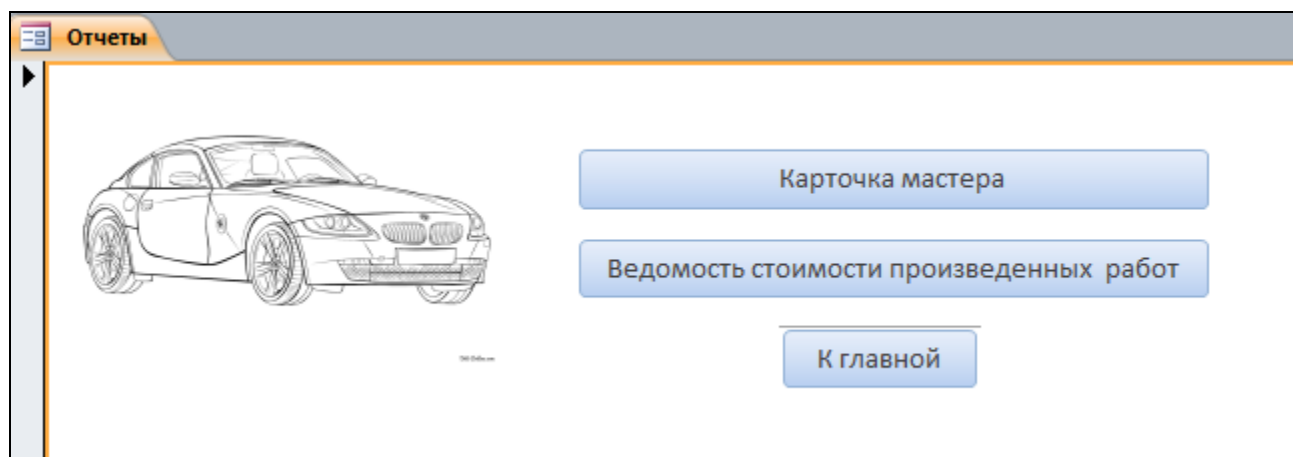 Отчеты
Карточка мастера
Ведомость стоимости произведенных  работ
К главной